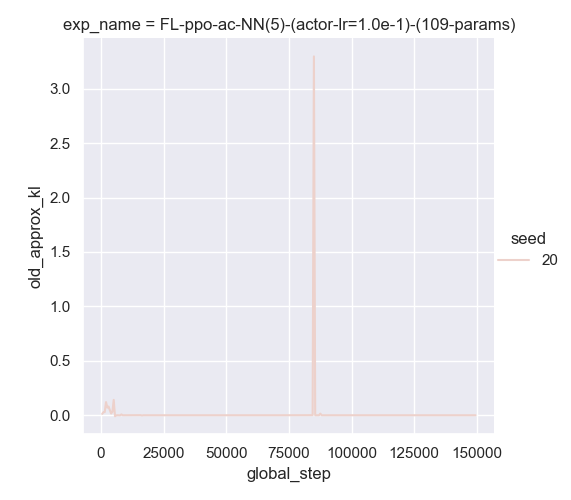 exp_name = FL-ppo-ac-NN(5)-(actor-lr=1.0e-1)-(109-params)
3.0
2.5
2.0
1.5
1.0
0.5
0.0
old_approx_kl
0 25000 50000 75000 100000 125000 150000
global_step
seed
20